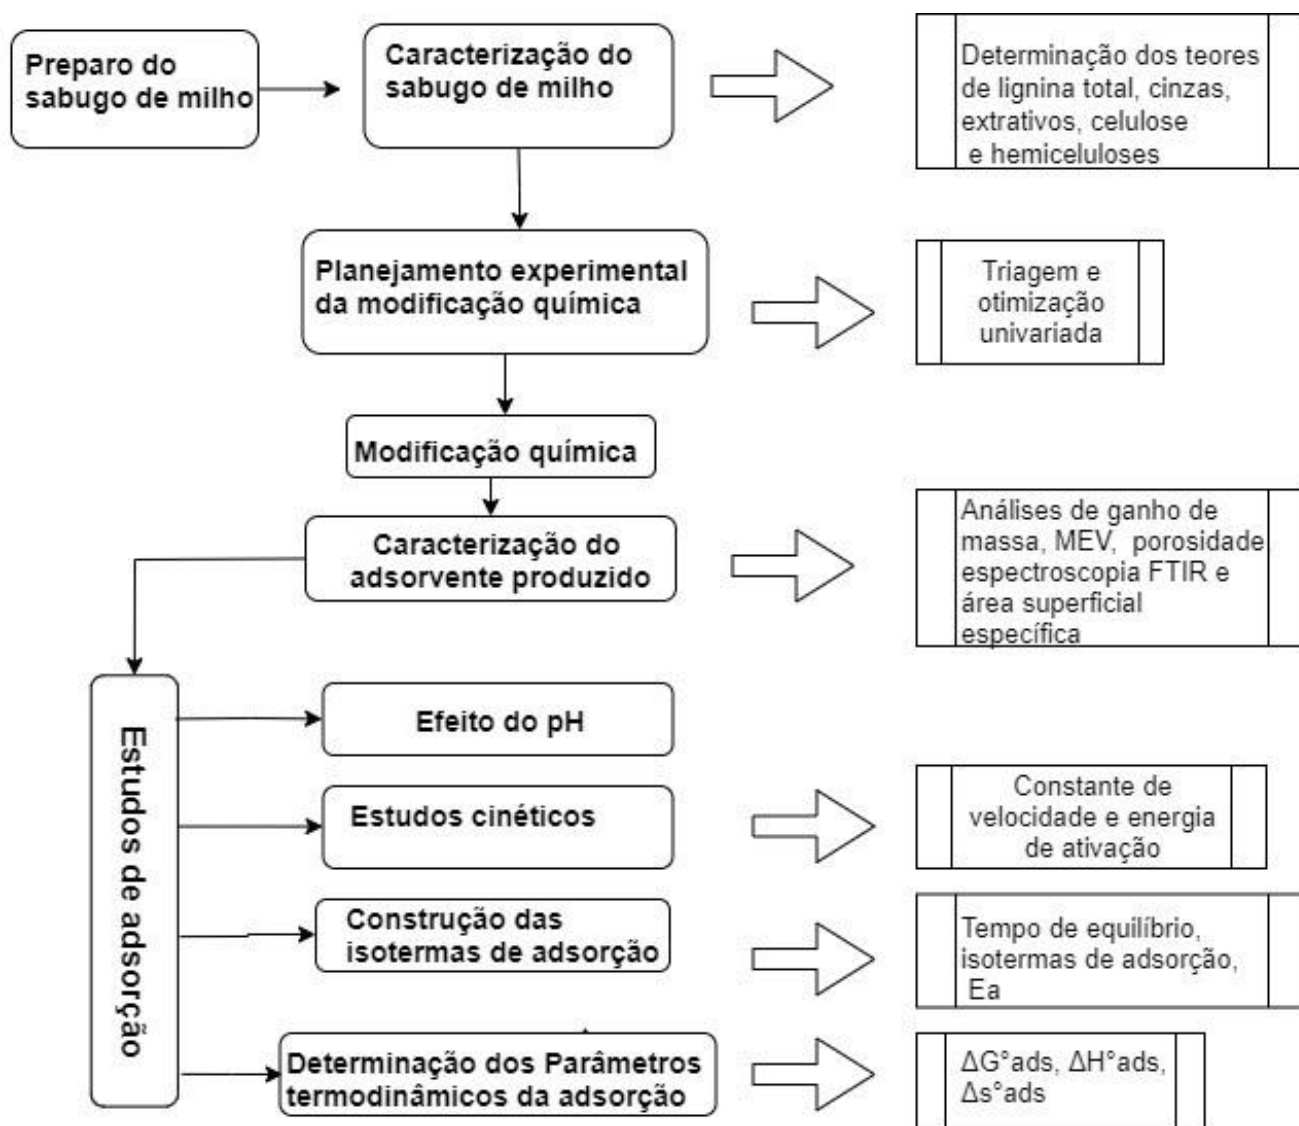 Preparo do
sabugo de milho
Caracterização do
sabugo de milho
Determinação dos teores
de lignina total, cinzas,
extrativos, celulose
e hemiceluloses
Planejamento experimental
da modificação química
Triagem e
otimização
univariada
Modificação química
Caracterização do
adsorvente produzido
Análises de ganho de
massa, MEV, porosidade
espectroscopia FTIR e
área superficial
específica
Estudos de adsorção
Efeito do pH
Estudos cinéticos
Constante de
velocidade e energia
de ativação
Construção das
isotermas de adsorção
Tempo de equilíbrio,
isotermas de adsorção,
Ea
Determinação dos Parâmetros
termodinâmicos da adsorção
ΔG°ads, ΔH°ads,
Δs°ads